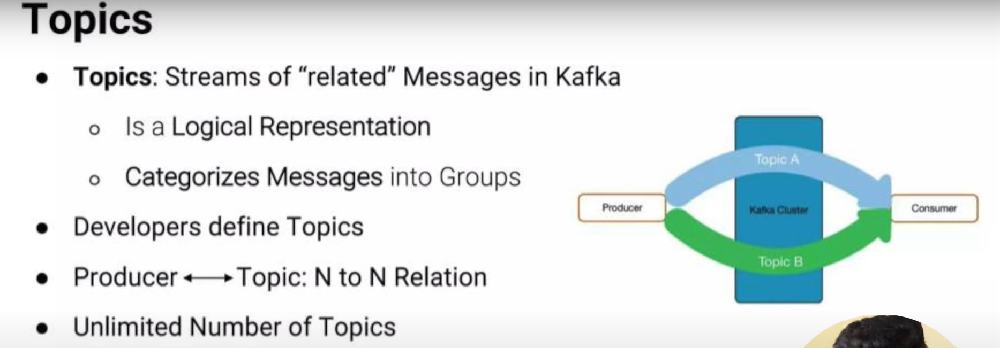 Topics
Topics: Streams of “related” Messages in Kafka
Is a Logical Representation
Categorizes Messages into Groups
Developers define Topics
Producer ⟷ Topic: N to N Relation
Unlimited Number of Topics
Topic A
Producer
Kafka Cluster
Consumer
Topic B